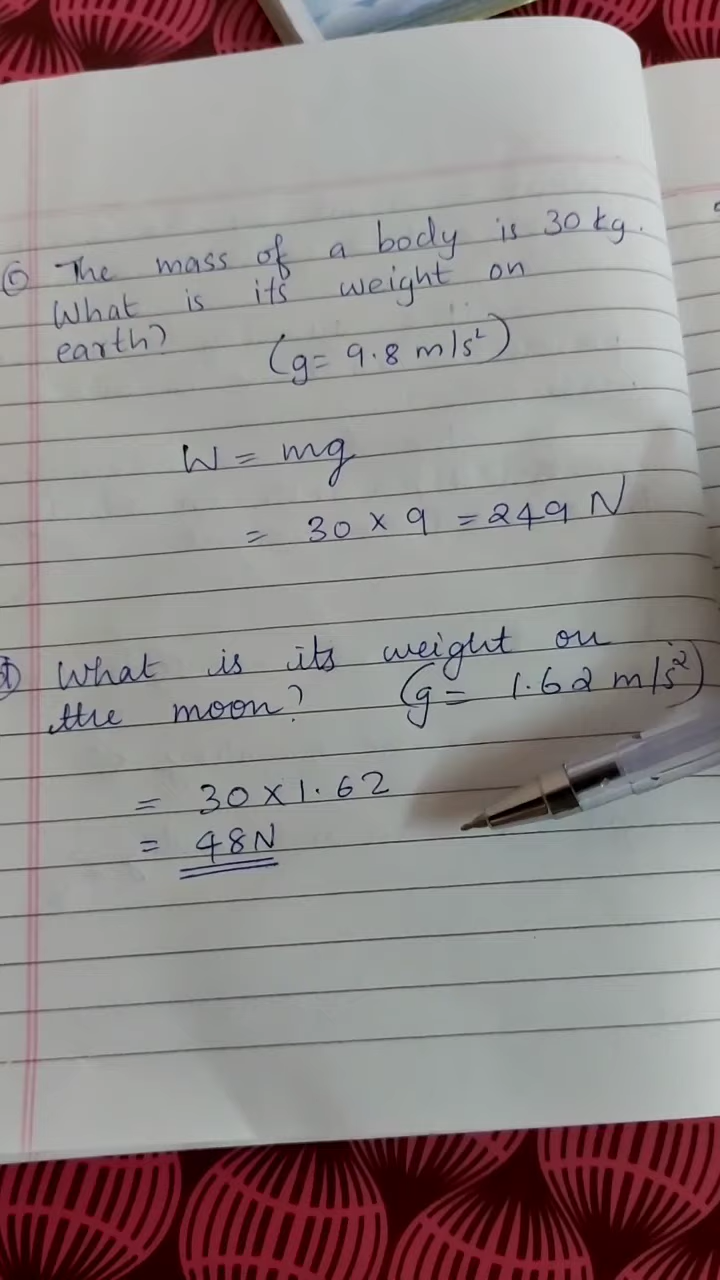 ⑥ The mass of a body is 30 kg.
What is its weight on
earth?
(g = 9.8 m/s²)
W = mg
= 30 × 9 = 249 N
What is its weight on
the moon? (g = 1.62 m/s²)
= 30 × 1.62
= 48N